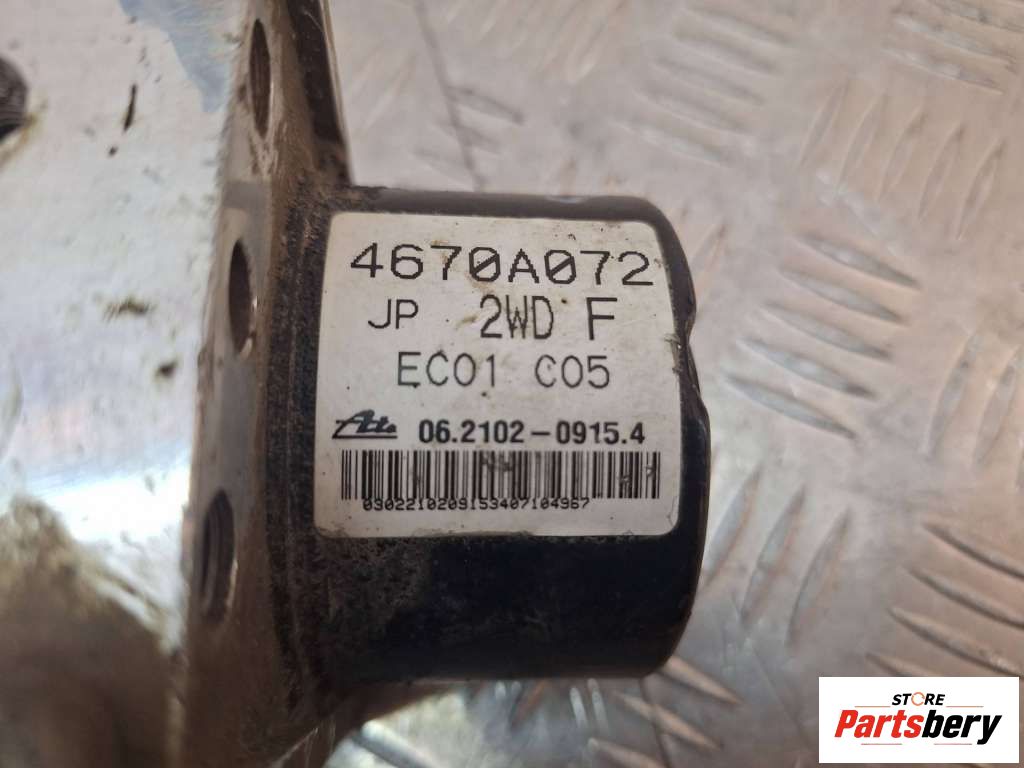 4670A072
JP 2WD F
EC01 C05
Ate 06.2102-0915.4
0302210209153407104967
STORE
Partsbery